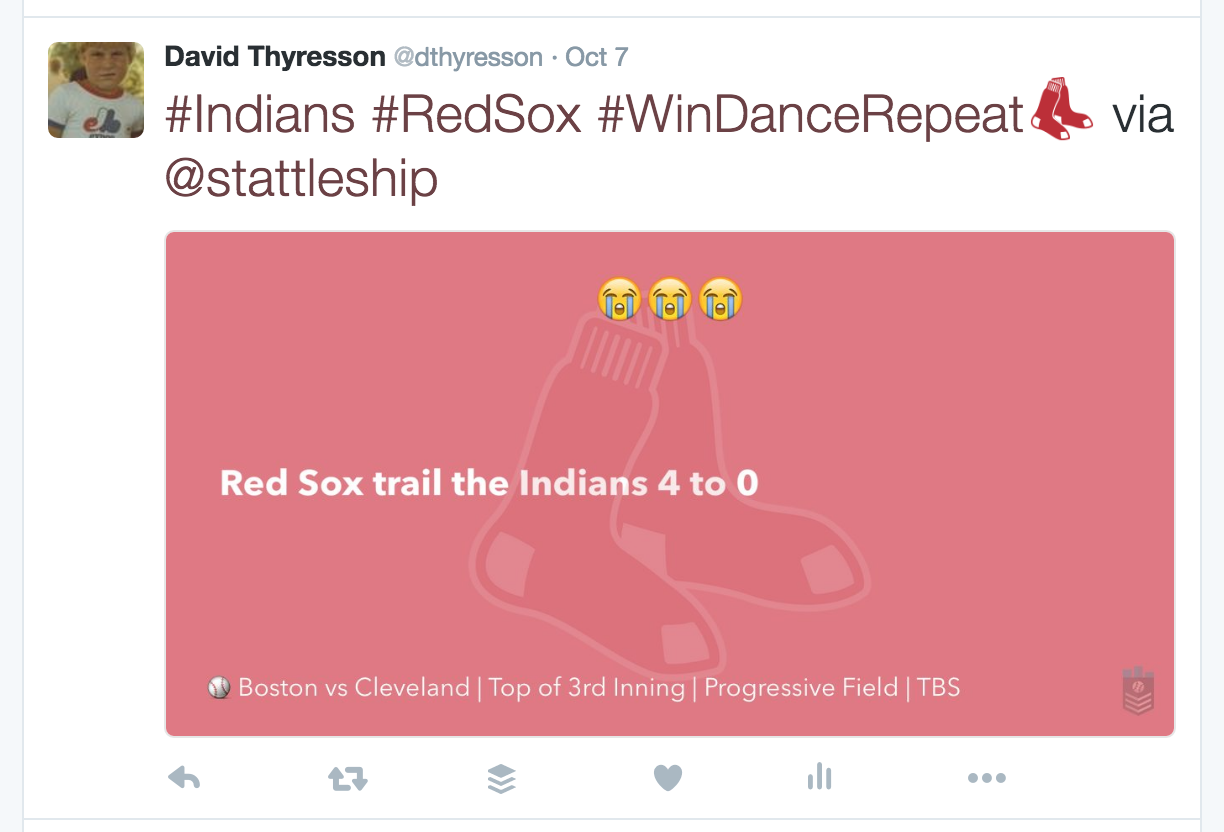 David Thyresson @dthyresson · Oct 7
#Indians #RedSox #WinDanceRepeat via
@stattleship
Red Sox trail the Indians 4 to 0
Boston vs Cleveland | Top of 3rd Inning | Progressive Field | TBS